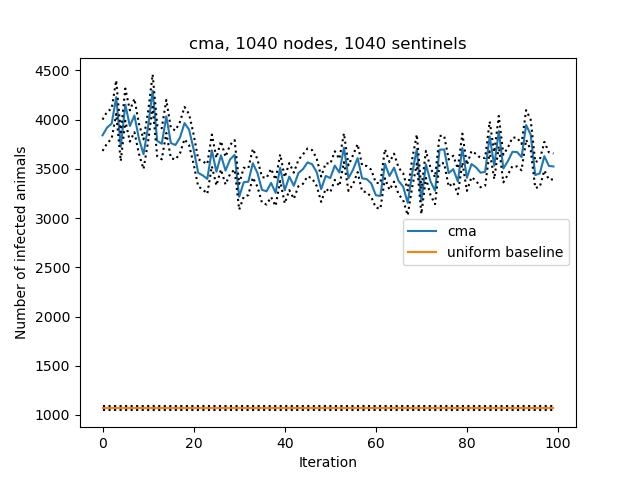 cma, 1040 nodes, 1040 sentinels
Number of infected animals
4500
4000
3500
3000
2500
2000
1500
1000
cma
uniform baseline
0 20 40 60 80 100
Iteration